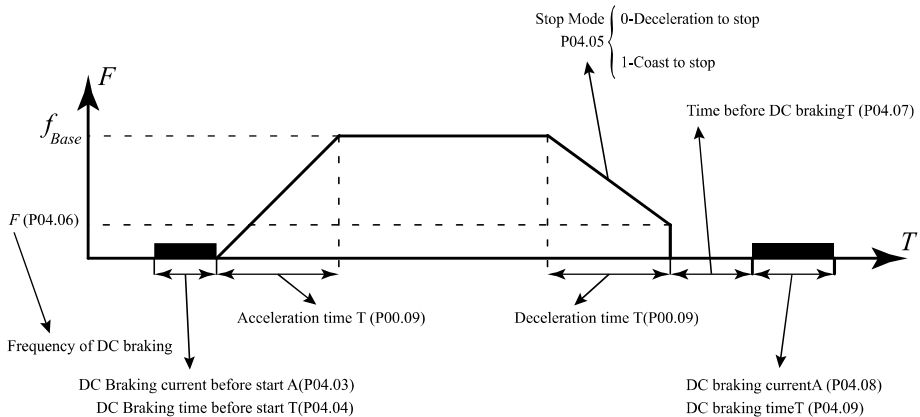 Stop Mode
P04.05
0-Deceleration to stop
1-Coast to stop
F
Time before DC brakingT (P04.07)
fBase
F (P04.06)
T
Acceleration time T (P00.09)
Deceleration time T(P00.09)
Frequency of DC braking
DC Braking current before start A(P04.03)
DC Braking time before start T(P04.04)
DC braking currentA (P04.08)
DC braking timeT (P04.09)